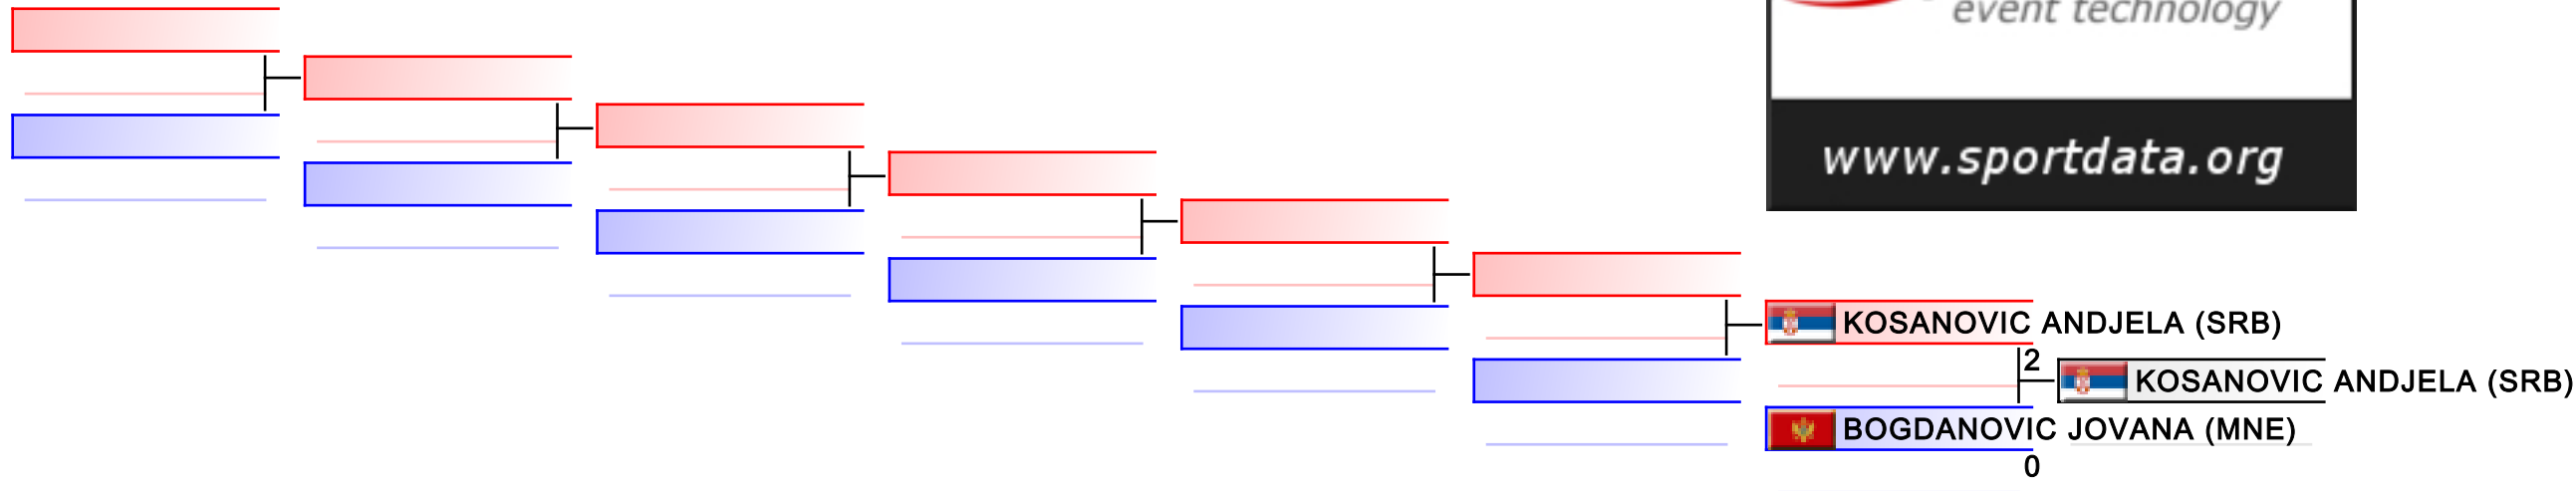 event technology
www.sportdata.org
KOSANOVIC ANDJELA (SRB)
2
KOSANOVIC ANDJELA (SRB)
BOGDANOVIC JOVANA (MNE)
0